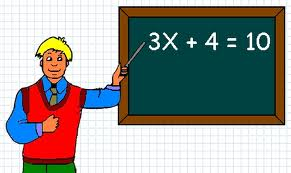 3X + 4 = 10